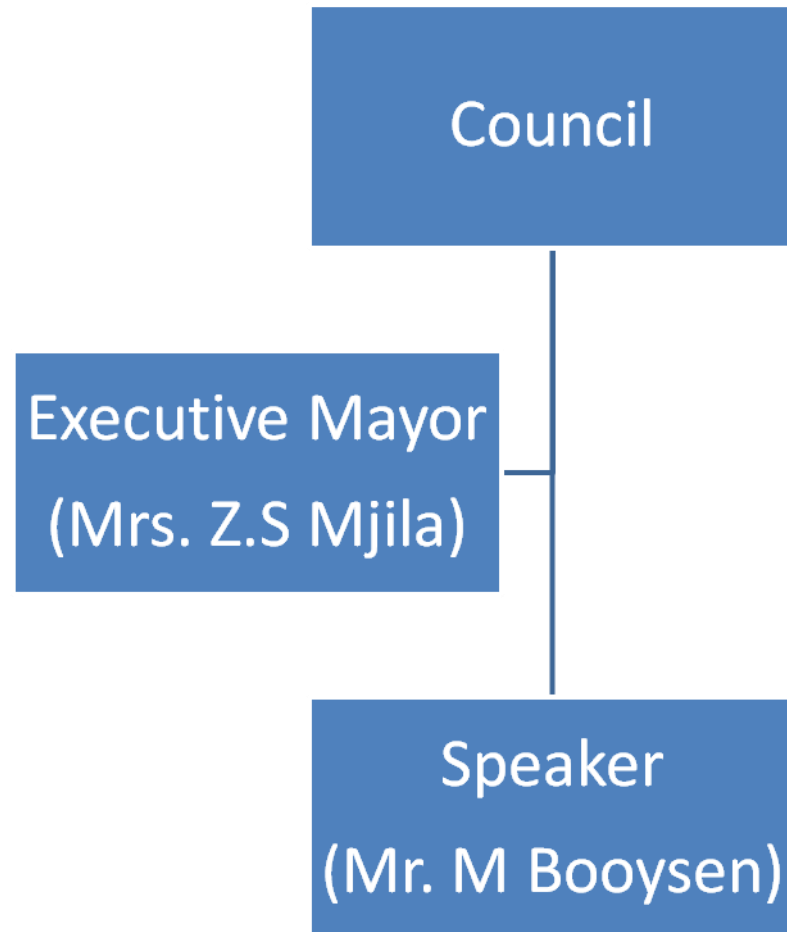 Council
Executive Mayor
(Mrs. Z.S Mjila)
Speaker
(Mr. M Booysen)